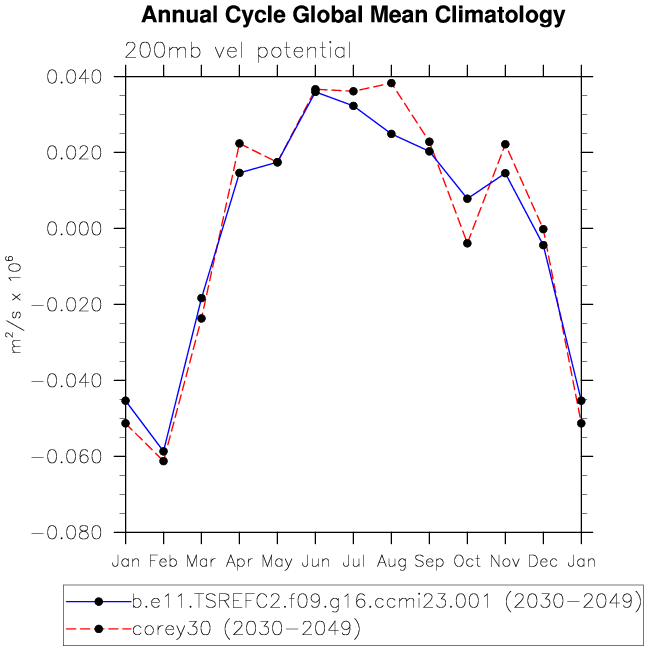 Annual Cycle Global Mean Climatology
200mb vel potential
0.040
0.020
0.000
−0.020
−0.040
−0.060
−0.080
m²/s x 10⁶
Jan Feb Mar Apr May Jun Jul Aug Sep Oct Nov Dec Jan
b.e11.TSREFC2.f09.g16.ccmi23.001 (2030−2049)
corey30 (2030−2049)